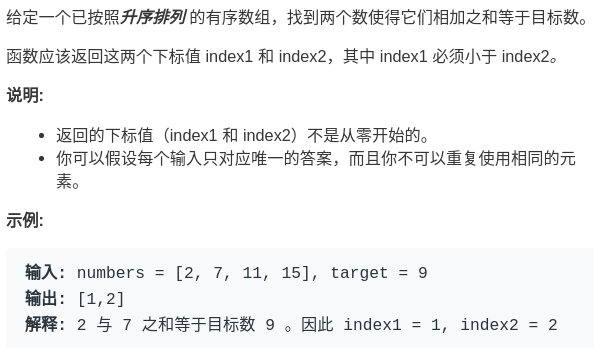 给定一个已按照升序排列 的有序数组，找到两个数使得它们相加之和等于目标数。
函数应该返回这两个下标值 index1 和 index2，其中 index1 必须小于 index2。
说明:
• 返回的下标值（index1 和 index2）不是从零开始的。
• 你可以假设每个输入只对应唯一的答案，而且你不可以重复使用相同的元
素。
示例:
输入: numbers = [2, 7, 11, 15], target = 9
输出: [1,2]
解释: 2 与 7 之和等于目标数 9 。因此 index1 = 1, index2 = 2